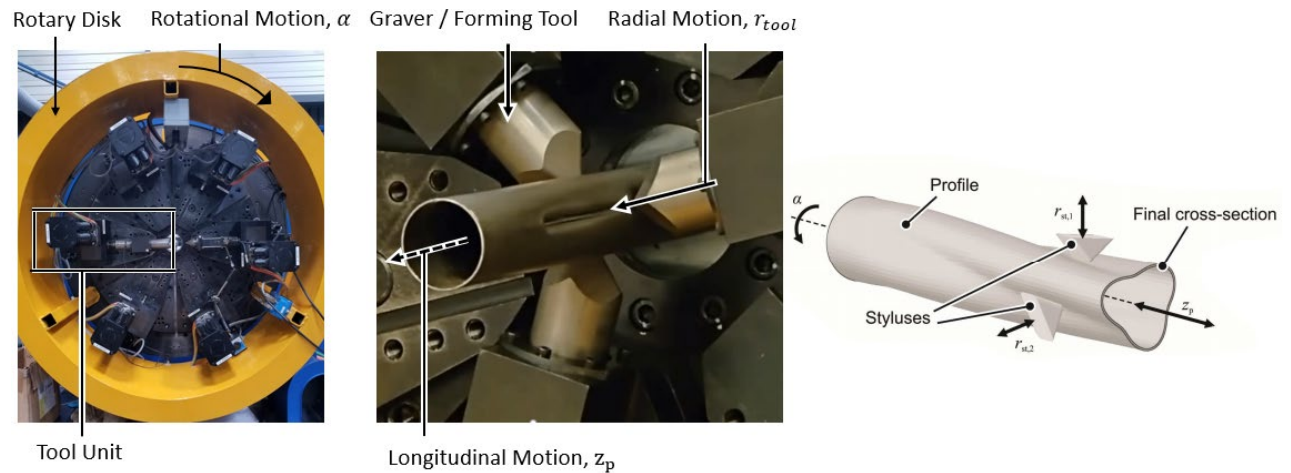 Rotary Disk
Rotational Motion, α
Graver / Forming Tool
Radial Motion, r_tool
Profile
α
r_st,1
Final cross-section
Styluses
r_st,2
z_p
Tool Unit
Longitudinal Motion, z_p